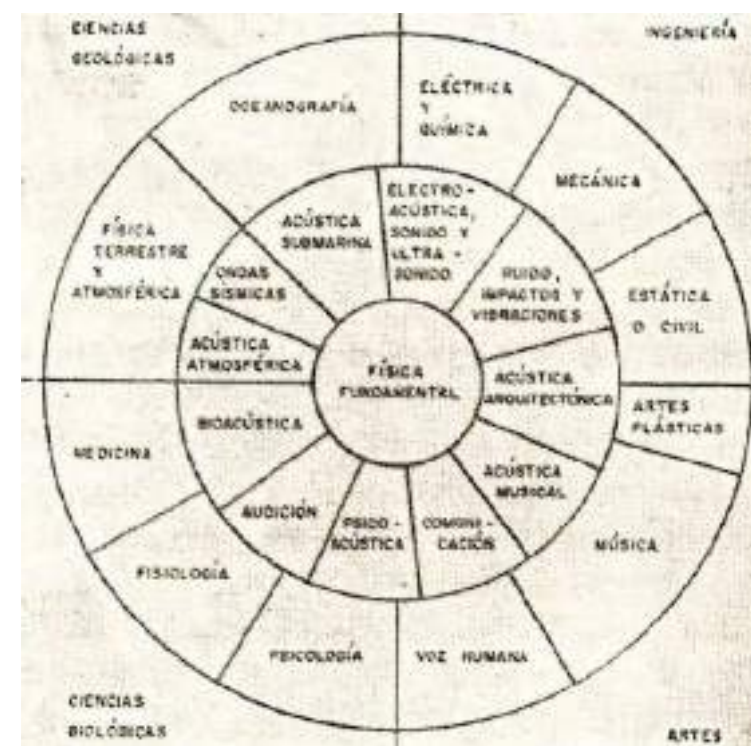 CIENCIAS
GEOLÓGICAS
INGENIERÍA
OCEANOGRAFÍA
ELÉCTRICA
Y
QUÍMICA
MECÁNICA
FÍSICA
TERRESTRE
Y
ATMOSFÉRICA
ACÚSTICA
SUBMARINA
ELECTRO-
ACÚSTICA,
SONIDO Y
ULTRA-
SONIDO
ONDAS
SÍSMICAS
RUIDO,
IMPACTOS Y
VIBRACIONES
ESTÁTICA
O CIVIL
ACÚSTICA
ATMOSFÉRICA
FÍSICA
FUNDAMENTAL
ACÚSTICA
ARQUITECTÓNICA
ARTES
PLÁSTICAS
MEDICINA
BIOACÚSTICA
ACÚSTICA
MUSICAL
AUDICIÓN
PSICO-
ACÚSTICA
COMUNI-
CACIÓN
MÚSICA
FISIOLOGÍA
PSICOLOGÍA
VOZ HUMANA
CIENCIAS
BIOLÓGICAS
ARTES